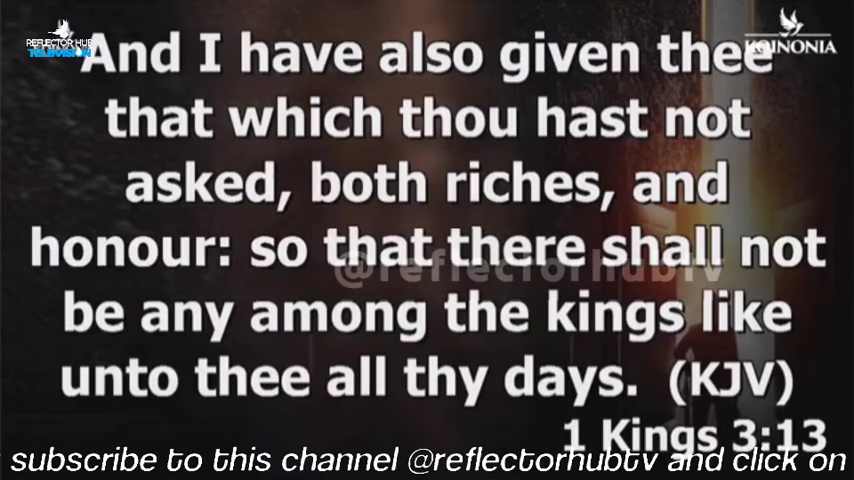 REFLECTOR HUB
TELEVISION
KOINONIA
And I have also given thee
that which thou hast not
asked, both riches, and
honour: so that there shall not
@reflectorhubtv
be any among the kings like
unto thee all thy days. (KJV)
1 Kings 3:13
subscribe to this channel @reflectorhubtv and click on